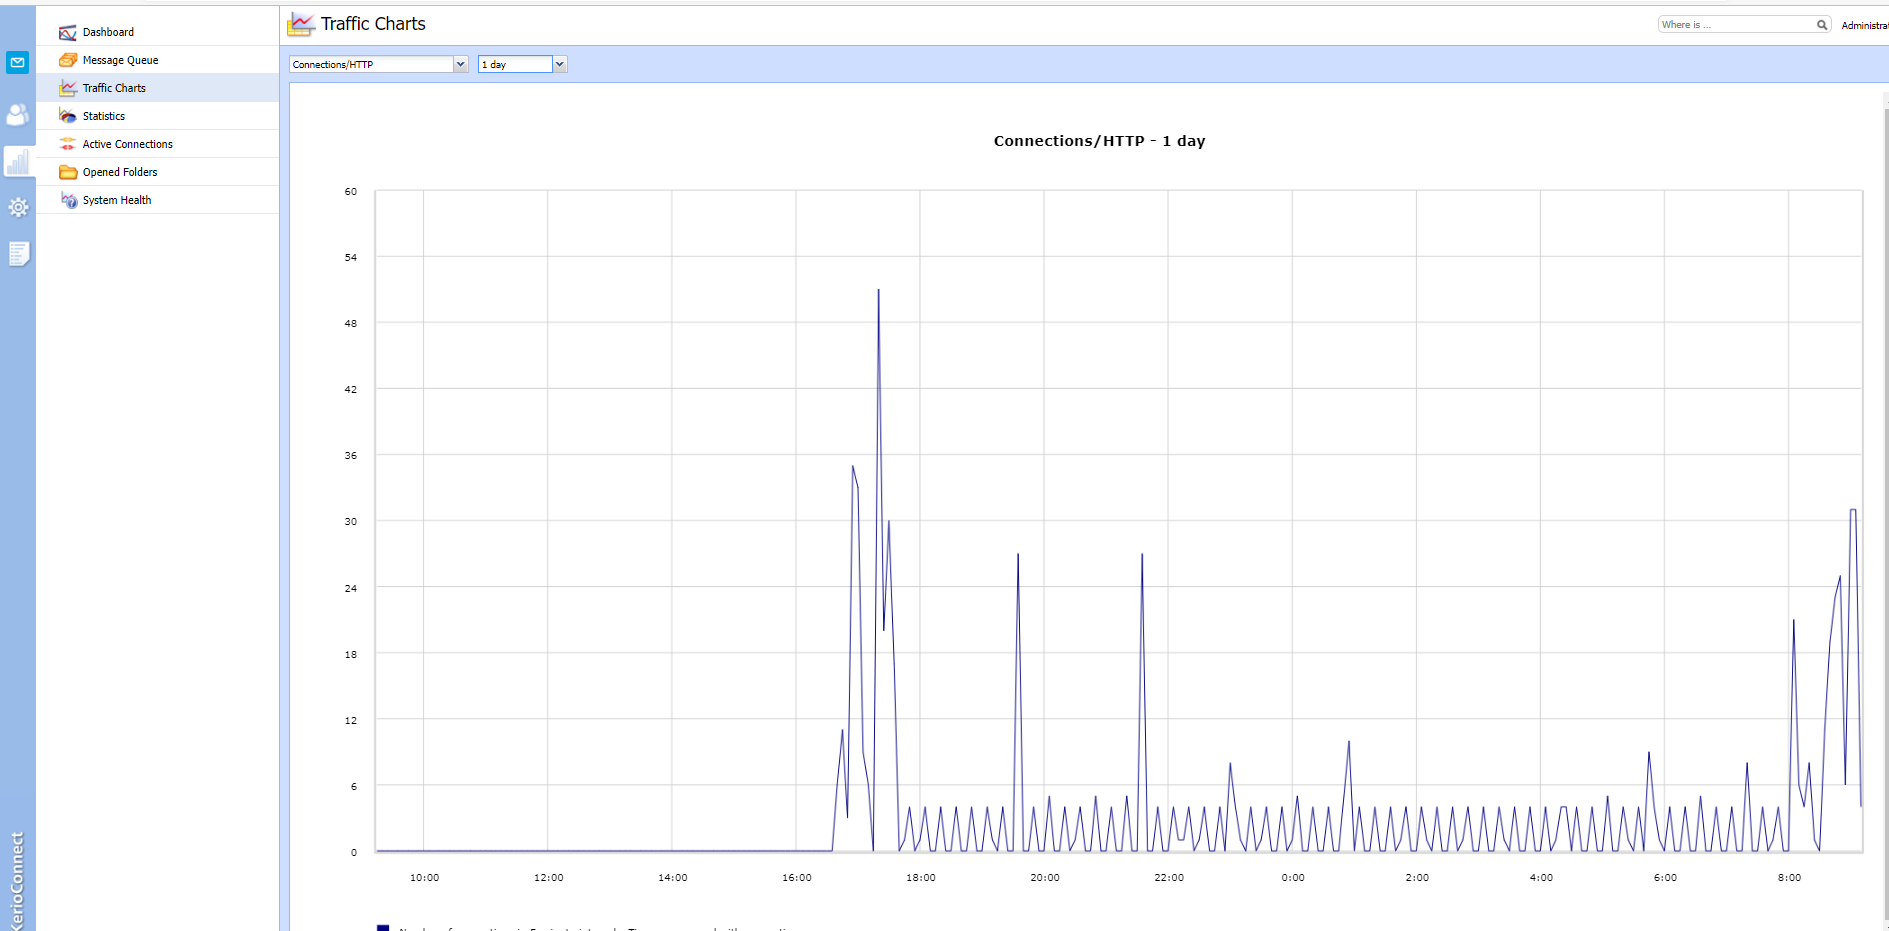 Dashboard
Message Queue
Traffic Charts
Statistics
Active Connections
Opened Folders
System Health
KerioConnect
Traffic Charts
Where is ...
Administra
Connections/HTTP
1 day
Connections/HTTP - 1 day
60
54
48
42
36
30
24
18
12
6
0
10:00
12:00
14:00
16:00
18:00
20:00
22:00
0:00
2:00
4:00
6:00
8:00